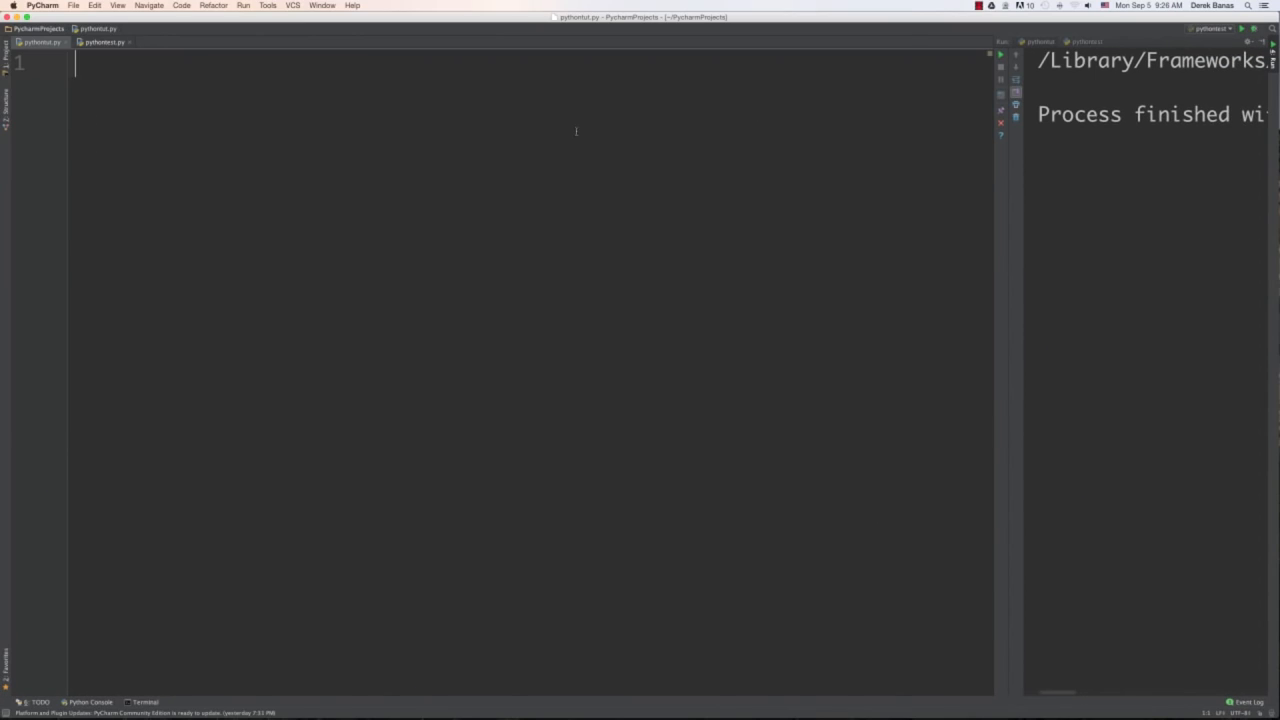 PyCharm File Edit View Navigate Code Refactor Run Tools VCS Window Help 10 Mon Sep 5 9:26 AM Derek Banas
pythontut.py - PycharmProjects - [~/PycharmProjects]
PycharmProjects pythontut.py pythontest
pythontut.py pythontest.py Run: pythontut pythontest
1: Project
1
/Library/Frameworks
Run
Process finished wi
7: Structure
2: Favorites
6: TODO Python Console Terminal Event Log
Platform and Plugin Updates: PyCharm Community Edition is ready to update. (yesterday 7:51 PM) 1:1 UTF-8